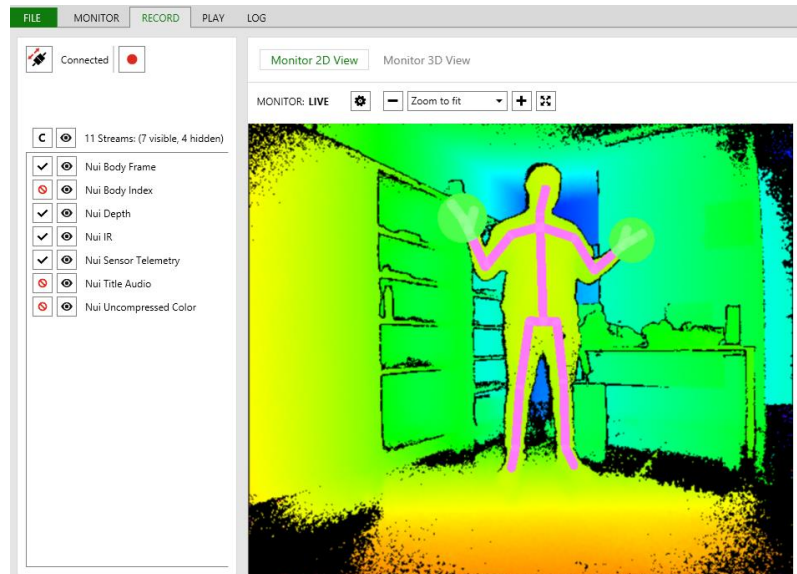 FILE MONITOR RECORD PLAY LOG
Connected
Monitor 2D View Monitor 3D View
MONITOR: LIVE Zoom to fit
C 11 Streams: (7 visible, 4 hidden)
Nui Body Frame
Nui Body Index
Nui Depth
Nui IR
Nui Sensor Telemetry
Nui Title Audio
Nui Uncompressed Color